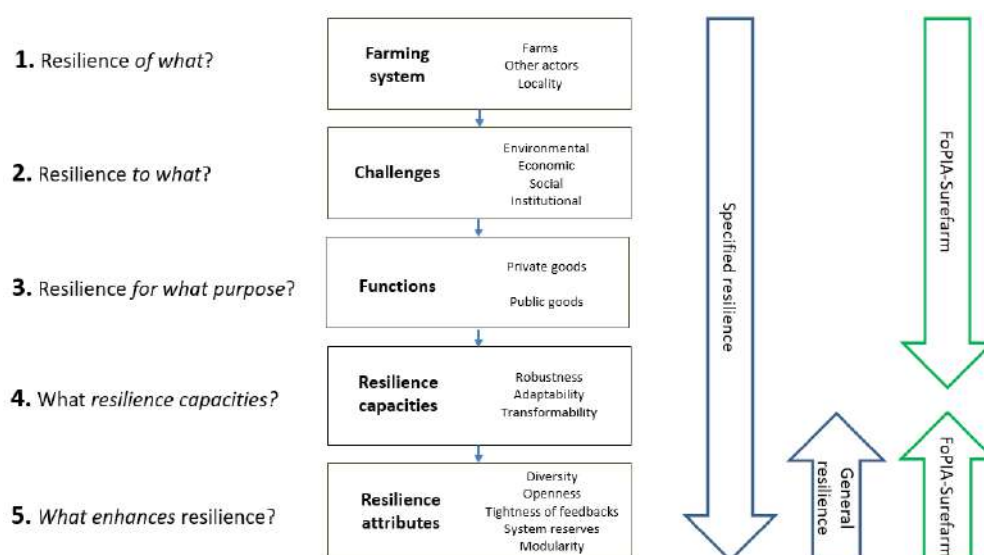 1. Resilience of what?
Farming
system
Farms
Other actors
Locality
2. Resilience to what?
Challenges
Environmental
Economic
Social
Institutional
3. Resilience for what purpose?
Functions
Private goods
Public goods
4. What resilience capacities?
Resilience
capacities
Robustness
Adaptability
Transformability
5. What enhances resilience?
Resilience
attributes
Diversity
Openness
Tightness of feedbacks
System reserves
Modularity
Specified resilience
General
resilience
FoPIA-Surefarm
FoPIA-Surefarm